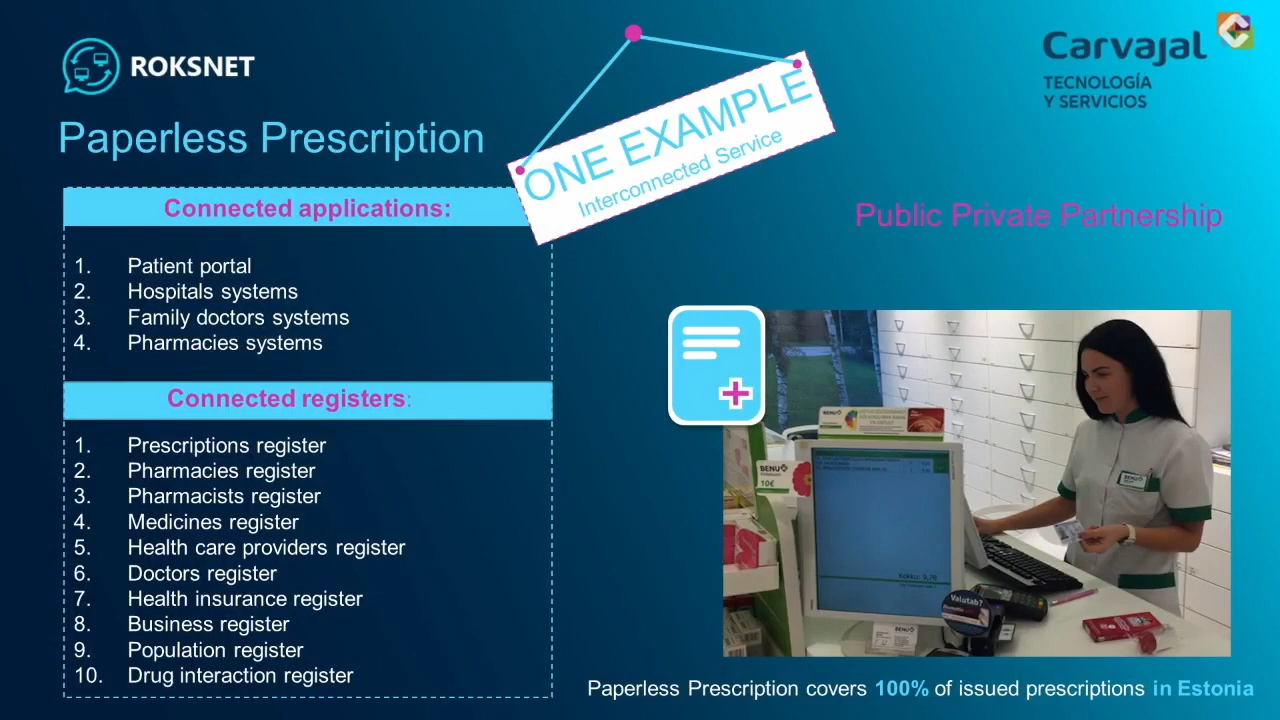 ROKSNET
Carvajal
TECNOLOGÍA
Y SERVICIOS
Paperless Prescription
ONE EXAMPLE
Interconnected Service
Public Private Partnership
Connected applications:
1. Patient portal
2. Hospitals systems
3. Family doctors systems
4. Pharmacies systems
Connected registers:
1. Prescriptions register
2. Pharmacies register
3. Pharmacists register
4. Medicines register
5. Health care providers register
6. Doctors register
7. Health insurance register
8. Business register
9. Population register
10. Drug interaction register
BENU
BENU
10€
BENU
Kokku:
Valutab?
BENU
Paperless Prescription covers 100% of issued prescriptions in Estonia